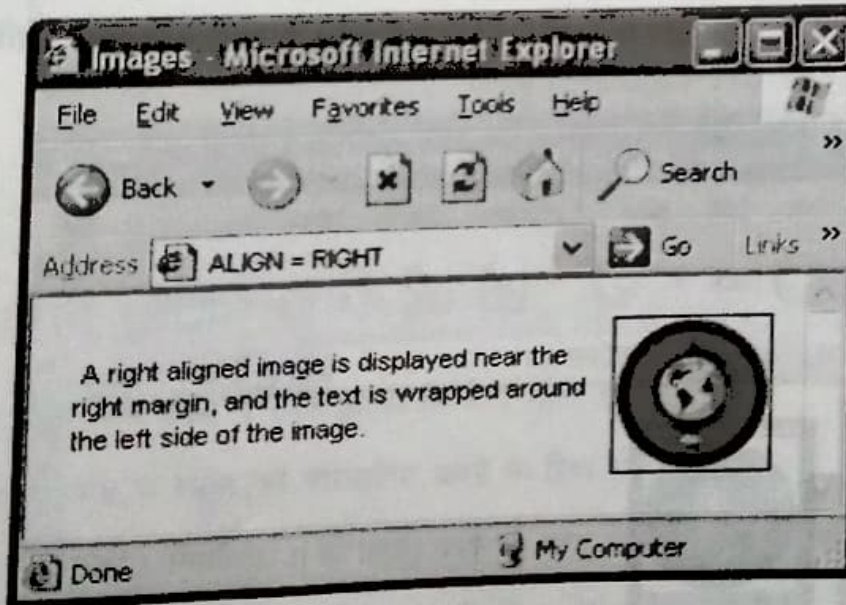 Images - Microsoft Internet Explorer
File Edit View Favorites Tools Help
Back Search
Address ALIGN = RIGHT Go Links
A right aligned image is displayed near the
right margin, and the text is wrapped around
the left side of the image.
Done My Computer